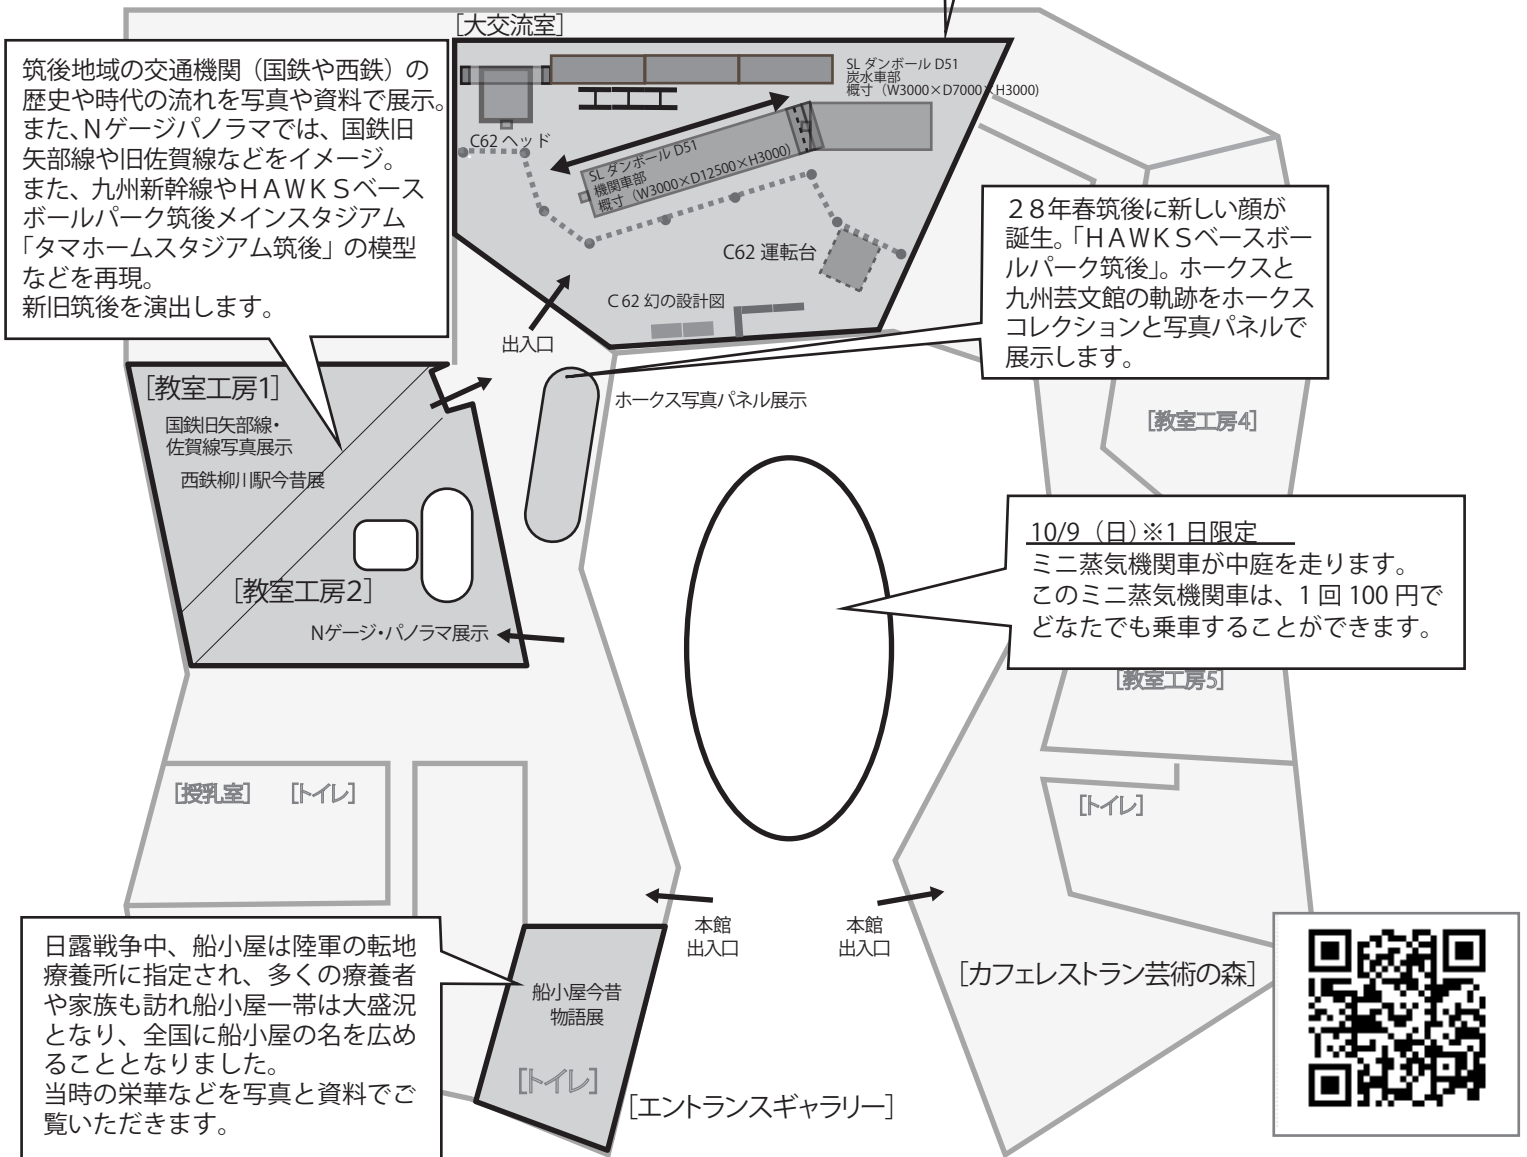 [大交流室]
筑後地域の交通機関（国鉄や西鉄）の
歴史や時代の流れを写真や資料で展示。
また、Nゲージパノラマでは、国鉄旧
矢部線や旧佐賀線などをイメージ。
また、九州新幹線やＨＡＷＫＳベース
ボールパーク筑後メインスタジアム
「タマホームスタジアム筑後」の模型
などを再現。
新旧筑後を演出します。
SL ダンボール D51
炭水車部
概寸（W3000×D7000×H3000)
C62 ヘッド
SL ダンボール D51
機関車部
概寸（W3000×D12500×H3000)
C62 運転台
C 62 幻の設計図
出入口
２８年春筑後に新しい顔が
誕生。「ＨＡＷＫＳベースボー
ルパーク筑後」。ホークスと
九州芸文館の軌跡をホークス
コレクションと写真パネルで
展示します。
[教室工房1]
国鉄旧矢部線・
佐賀線写真展示
西鉄柳川駅今昔展
ホークス写真パネル展示
[教室工房4]
10/9（日）※1 日限定
ミニ蒸気機関車が中庭を走ります。
このミニ蒸気機関車は、1 回 100 円で
どなたでも乗車することができます。
[教室工房2]
Nゲージ・パノラマ展示
[教室工房5]
[授乳室]
[トイレ]
[トイレ]
本館
出入口
本館
出入口
日露戦争中、船小屋は陸軍の転地
療養所に指定され、多くの療養者
や家族も訪れ船小屋一帯は大盛況
となり、全国に船小屋の名を広め
ることとなりました。
当時の栄華などを写真と資料でご
覧いただきます。
船小屋今昔
物語展
[トイレ]
[カフェレストラン芸術の森]
[エントランスギャラリー]